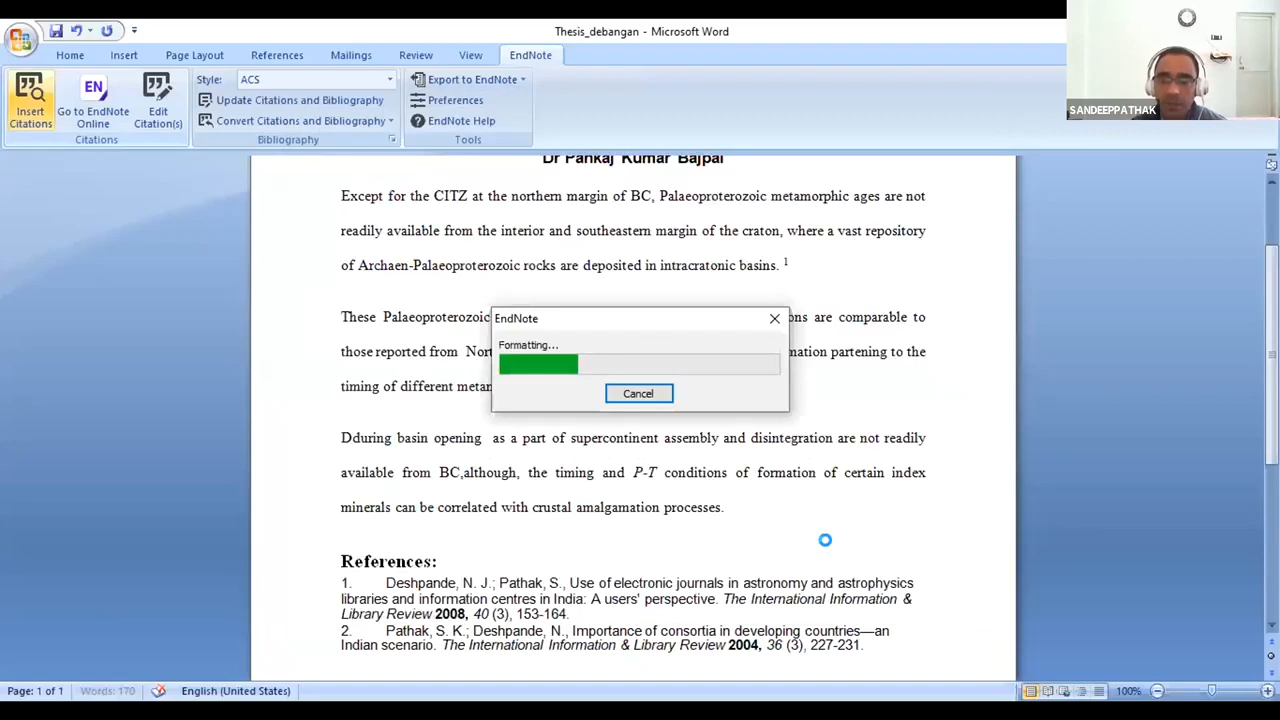 Thesis_debangan - Microsoft Word
Home Insert Page Layout References Mailings Review View EndNote
Insert Citations
Go to EndNote Online
Edit Citation(s)
Citations
Style: ACS
Update Citations and Bibliography
Convert Citations and Bibliography
Bibliography
Export to EndNote
Preferences
EndNote Help
Tools
EN
SANDEEPPATHAK
Dr Pankaj Kumar Bajpai
Except for the CITZ at the northern margin of BC, Palaeoproterozoic metamorphic ages are not
readily available from the interior and southeastern margin of the craton, where a vast repository
of Archaen-Palaeoproterozoic rocks are deposited in intracratonic basins. 1
These Palaeoproterozoic ons are comparable to
those reported from Nor mation partening to the
timing of different metar
EndNote
Formatting...
Cancel
Dduring basin opening as a part of supercontinent assembly and disintegration are not readily
available from BC,although, the timing and P-T conditions of formation of certain index
minerals can be correlated with crustal amalgamation processes.
References:
1. Deshpande, N. J.; Pathak, S., Use of electronic journals in astronomy and astrophysics
libraries and information centres in India: A users' perspective. The International Information &
Library Review 2008, 40 (3), 153-164.
2. Pathak, S. K.; Deshpande, N., Importance of consortia in developing countries—an
Indian scenario. The International Information & Library Review 2004, 36 (3), 227-231.
Page: 1 of 1 Words: 170 English (United States) 100%